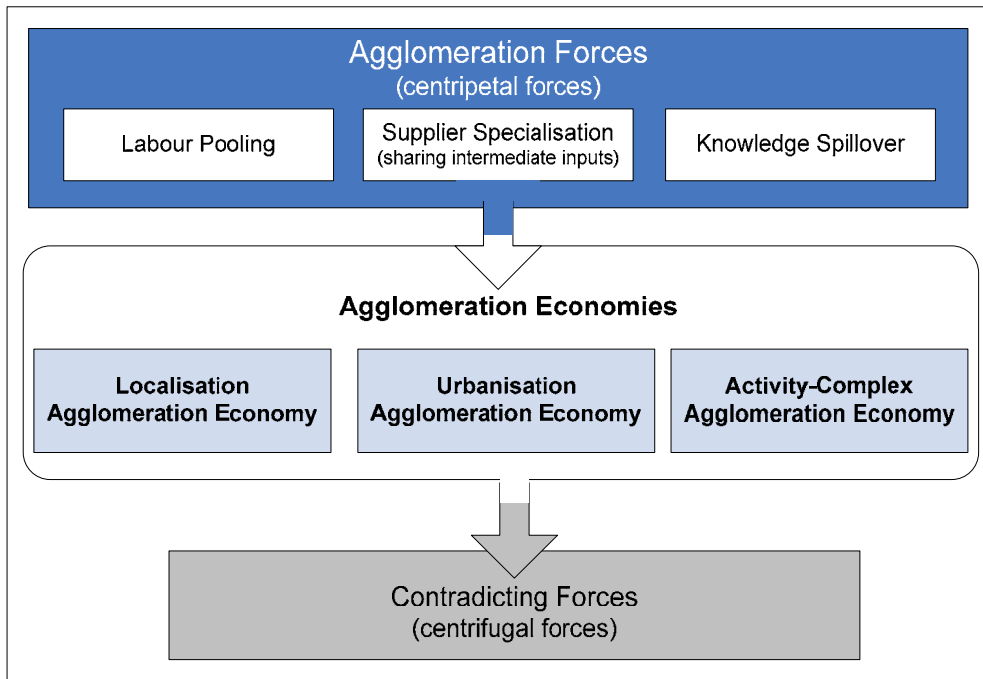 Agglomeration Forces
(centripetal forces)
Labour Pooling
Supplier Specialisation
(sharing intermediate inputs)
Knowledge Spillover
Agglomeration Economies
Localisation
Agglomeration Economy
Urbanisation
Agglomeration Economy
Activity-Complex
Agglomeration Economy
Contradicting Forces
(centrifugal forces)